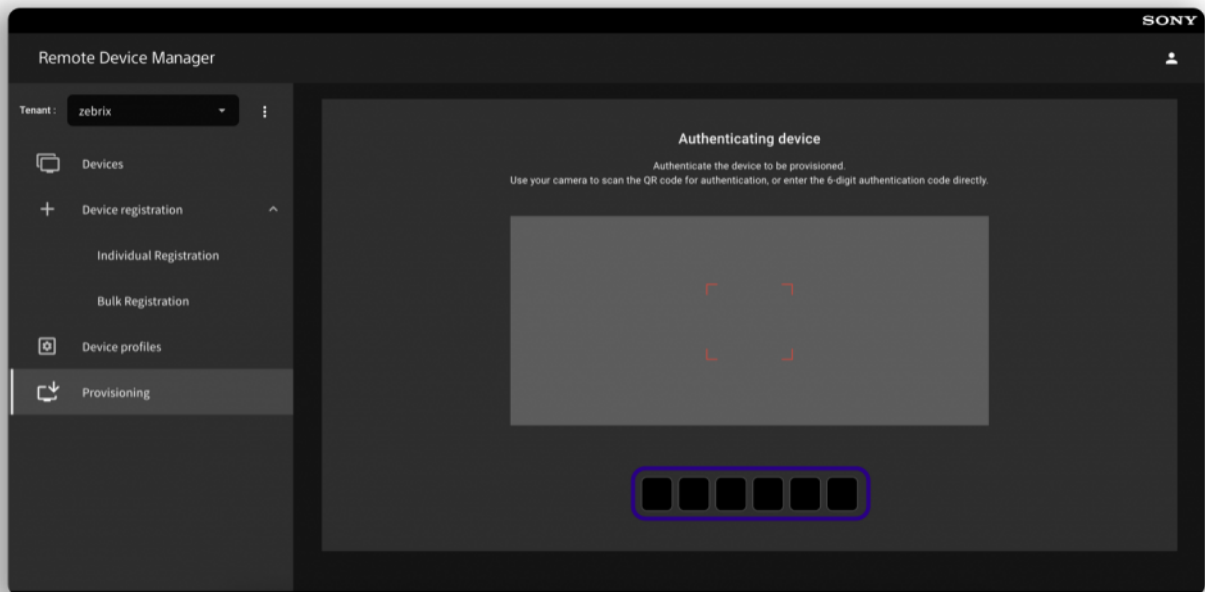 SONY
Remote Device Manager
Tenant :
zebrix
Devices
Device registration
Individual Registration
Bulk Registration
Device profiles
Provisioning
Authenticating device
Authenticate the device to be provisioned.
Use your camera to scan the QR code for authentication, or enter the 6-digit authentication code directly.